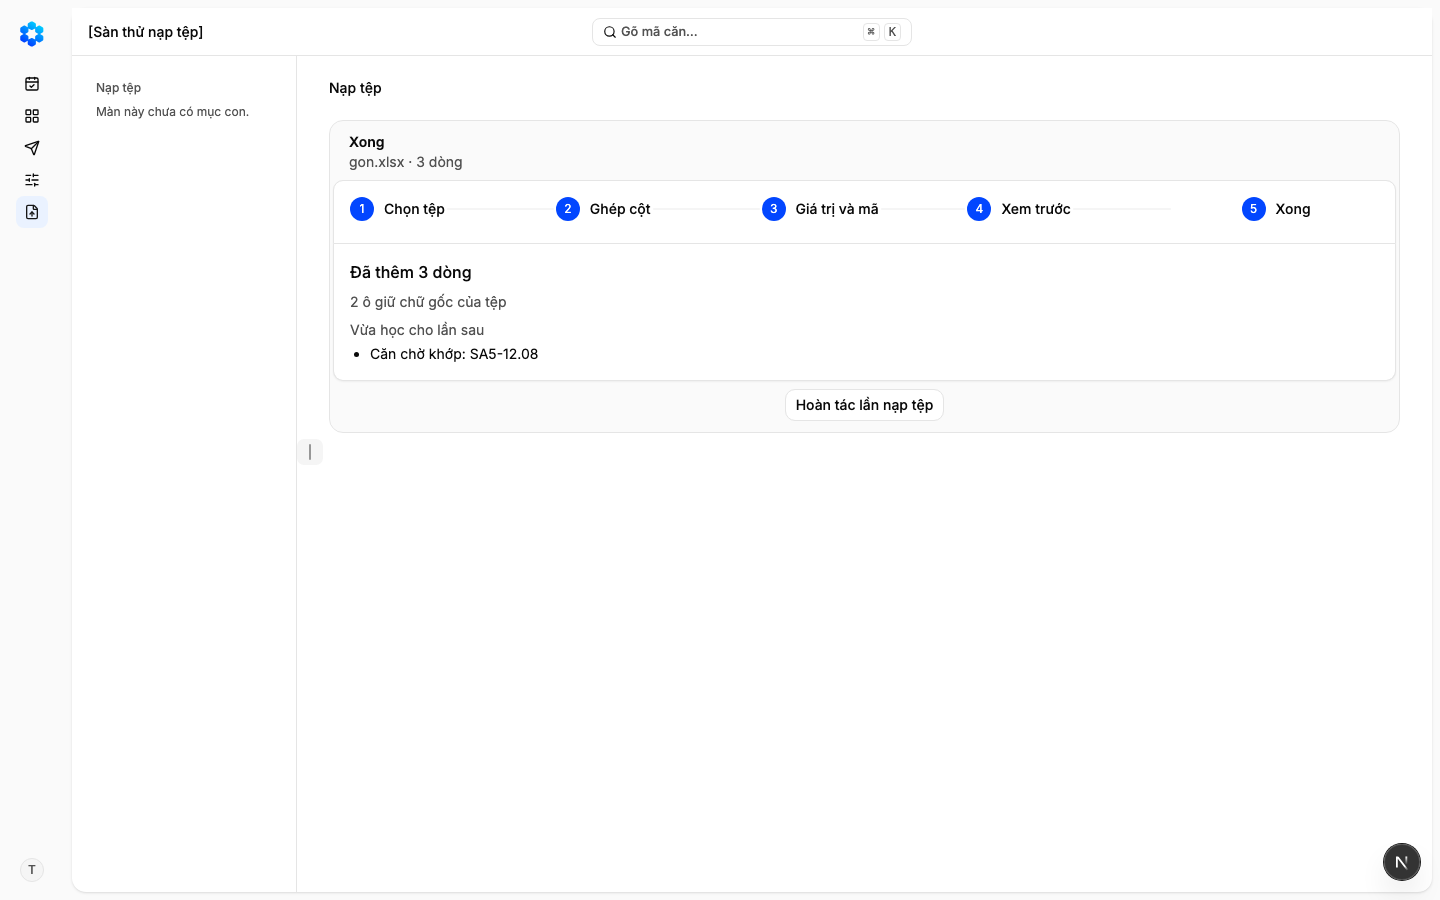 [Sàn thử nạp tệp]
Gõ mã căn...
⌘ K
Nạp tệp
Màn này chưa có mục con.
Nạp tệp
Xong
gon.xlsx · 3 dòng
1 Chọn tệp
2 Ghép cột
3 Giá trị và mã
4 Xem trước
5 Xong
Đã thêm 3 dòng
2 ô giữ chữ gốc của tệp
Vừa học cho lần sau
• Căn chờ khớp: SA5-12.08
Hoàn tác lần nạp tệp
T
N